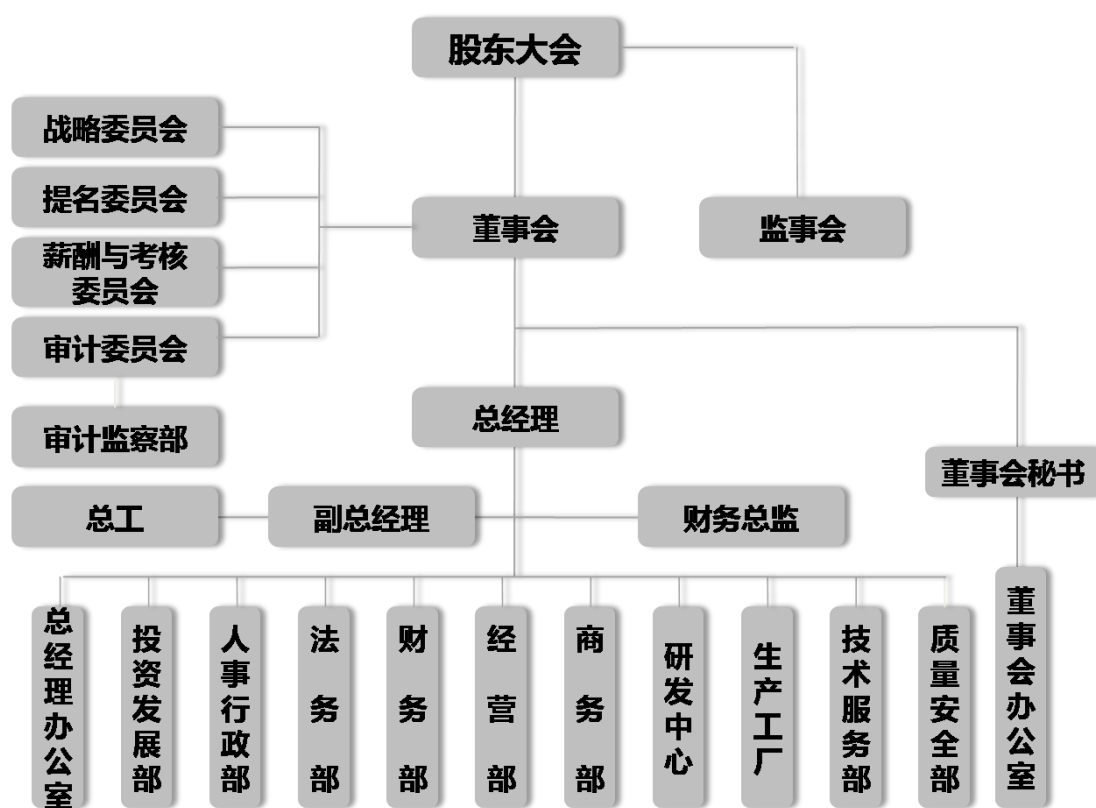 股东大会
战略委员会
提名委员会
董事会
监事会
薪酬与考核
委员会
审计委员会
总经理
审计监察部
董事会秘书
总工
副总经理
财务总监
总经理办公室
投资发展部
人事行政部
法务部
财务部
经营部
商务部
研发中心
生产工厂
技术服务部
质量安全部
董事会办公室